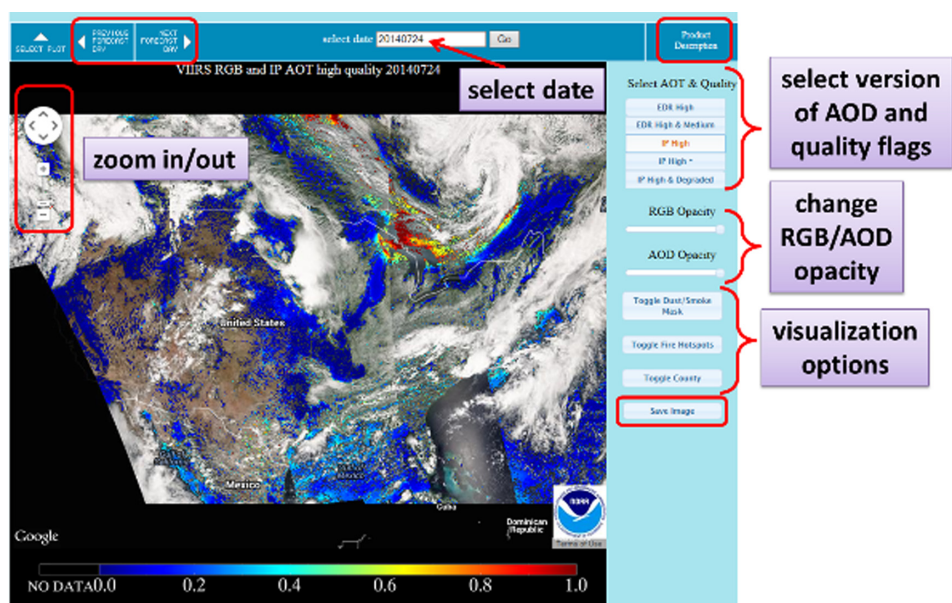 SELECT PLOT
PREVIOUS
FORECAST
DAY
NEXT
FORECAST
DAY
select date 20140724 Go
Product
Description
VIIRS RGB and IP AOT high quality 20140724
select date
zoom in/out
Select AOT & Quality
EDR High
EDR High & Medium
IP High
IP High *
IP High & Degraded
select version
of AOD and
quality flags
RGB Opacity
AOD Opacity
change
RGB/AOD
opacity
Toggle Dust/Smoke
Mask
Toggle Fire Hotspots
Toggle County
visualization
options
Save Image
United States
Mexico
Cuba
Dominican
Republic
NOAA
Terms of Use
Google
NO DATA 0.0 0.2 0.4 0.6 0.8 1.0